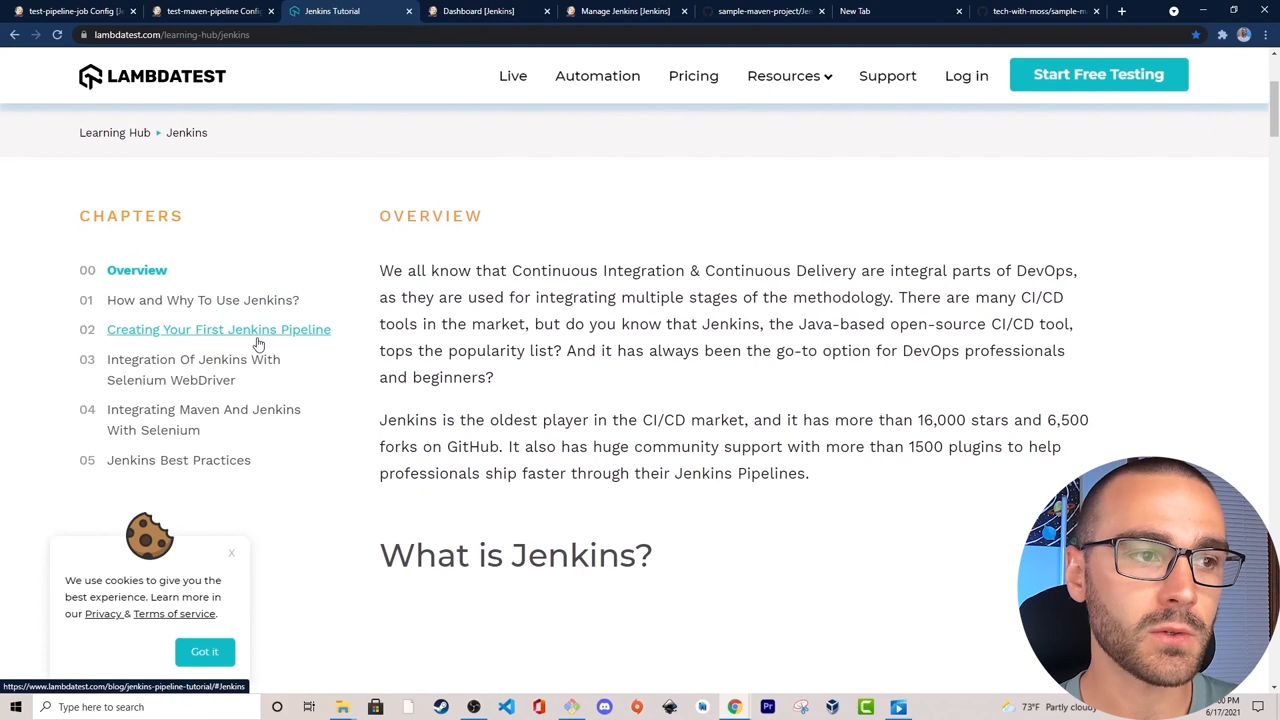 test-pipeline-job Config
test-mavenpipeline Config
Jenkins Tutorial
Dashboard [Jenkins]
Manage Jenkins [Jenkins]
sample-maven-project/Jen
New Tab
tech-with-moss/sample-m
lambdatest.com/learning-hub/jenkins
LAMBDATEST
Live
Automation
Pricing
Resources
Support
Log in
Start Free Testing
Learning Hub ▸ Jenkins
CHAPTERS
00 Overview
01 How and Why To Use Jenkins?
02 Creating Your First Jenkins Pipeline
03 Integration Of Jenkins With
Selenium WebDriver
04 Integrating Maven And Jenkins
With Selenium
05 Jenkins Best Practices
OVERVIEW
We all know that Continuous Integration & Continuous Delivery are integral parts of DevOps,
as they are used for integrating multiple stages of the methodology. There are many CI/CD
tools in the market, but do you know that Jenkins, the Java-based open-source CI/CD tool,
tops the popularity list? And it has always been the go-to option for DevOps professionals
and beginners?
Jenkins is the oldest player in the CI/CD market, and it has more than 16,000 stars and 6,500
forks on GitHub. It also has huge community support with more than 1500 plugins to help
professionals ship faster through their Jenkins Pipelines.
What is Jenkins?
X
We use cookies to give you the
best experience. Learn more in
our Privacy & Terms of service.
Got it
https://www.lambdatest.com/blog/jenkins-pipeline-tutorial/#Jenkins
Type here to search
73°F Partly cloudy
6/17/2021